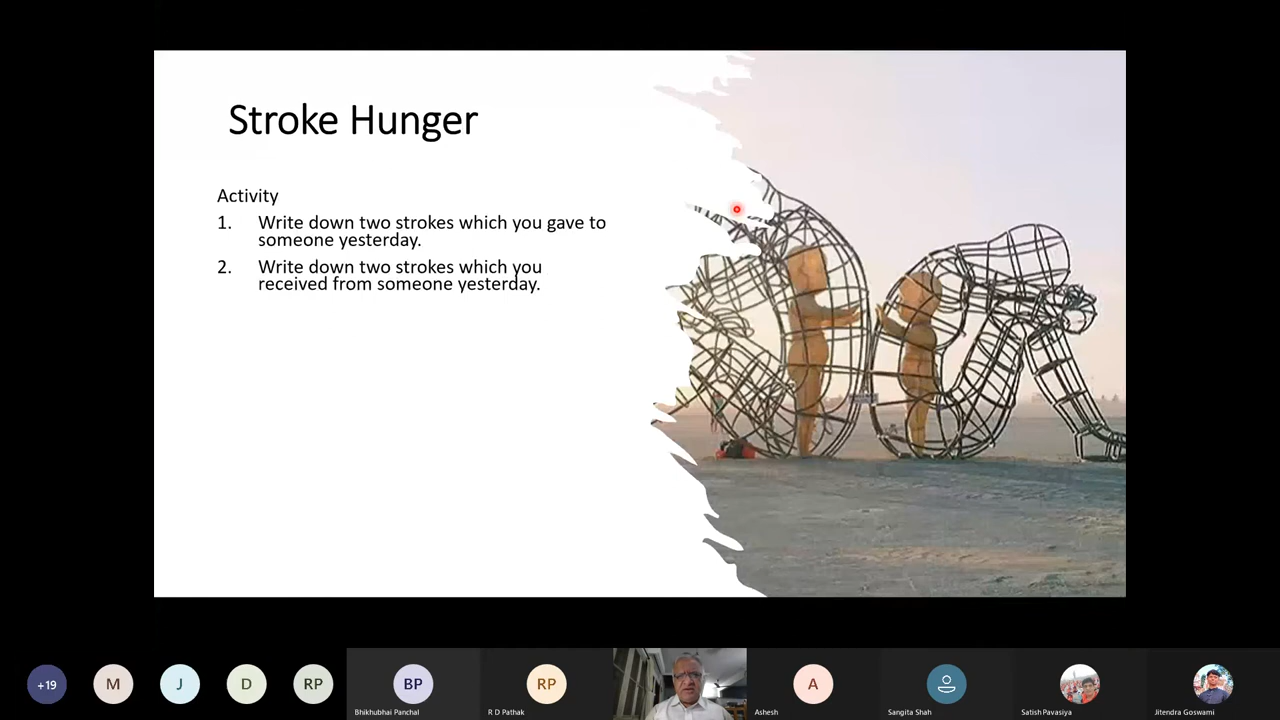 Stroke Hunger
Activity
1. Write down two strokes which you gave to
someone yesterday.
2. Write down two strokes which you
received from someone yesterday.
+19
M
J
D
RP
BP
RP
A
Bhikhubhai Panchal
R D Pathak
Ashesh
Sangita Shah
Satish Pavasiya
Jitendra Goswami